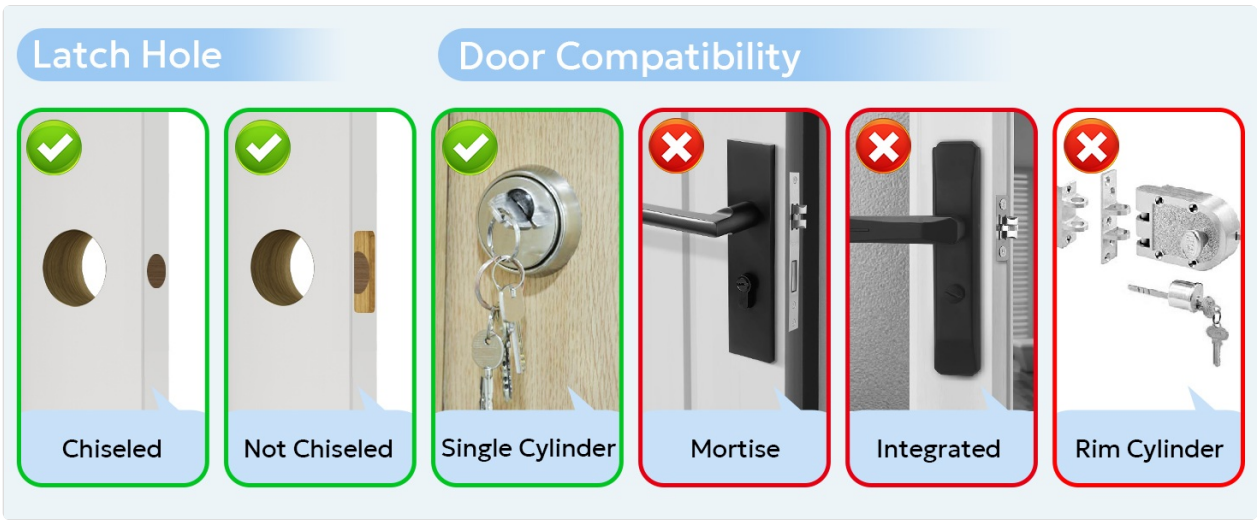 Latch Hole
Door Compatibility
Chiseled
Not Chiseled
Single Cylinder
Mortise
Integrated
Rim Cylinder